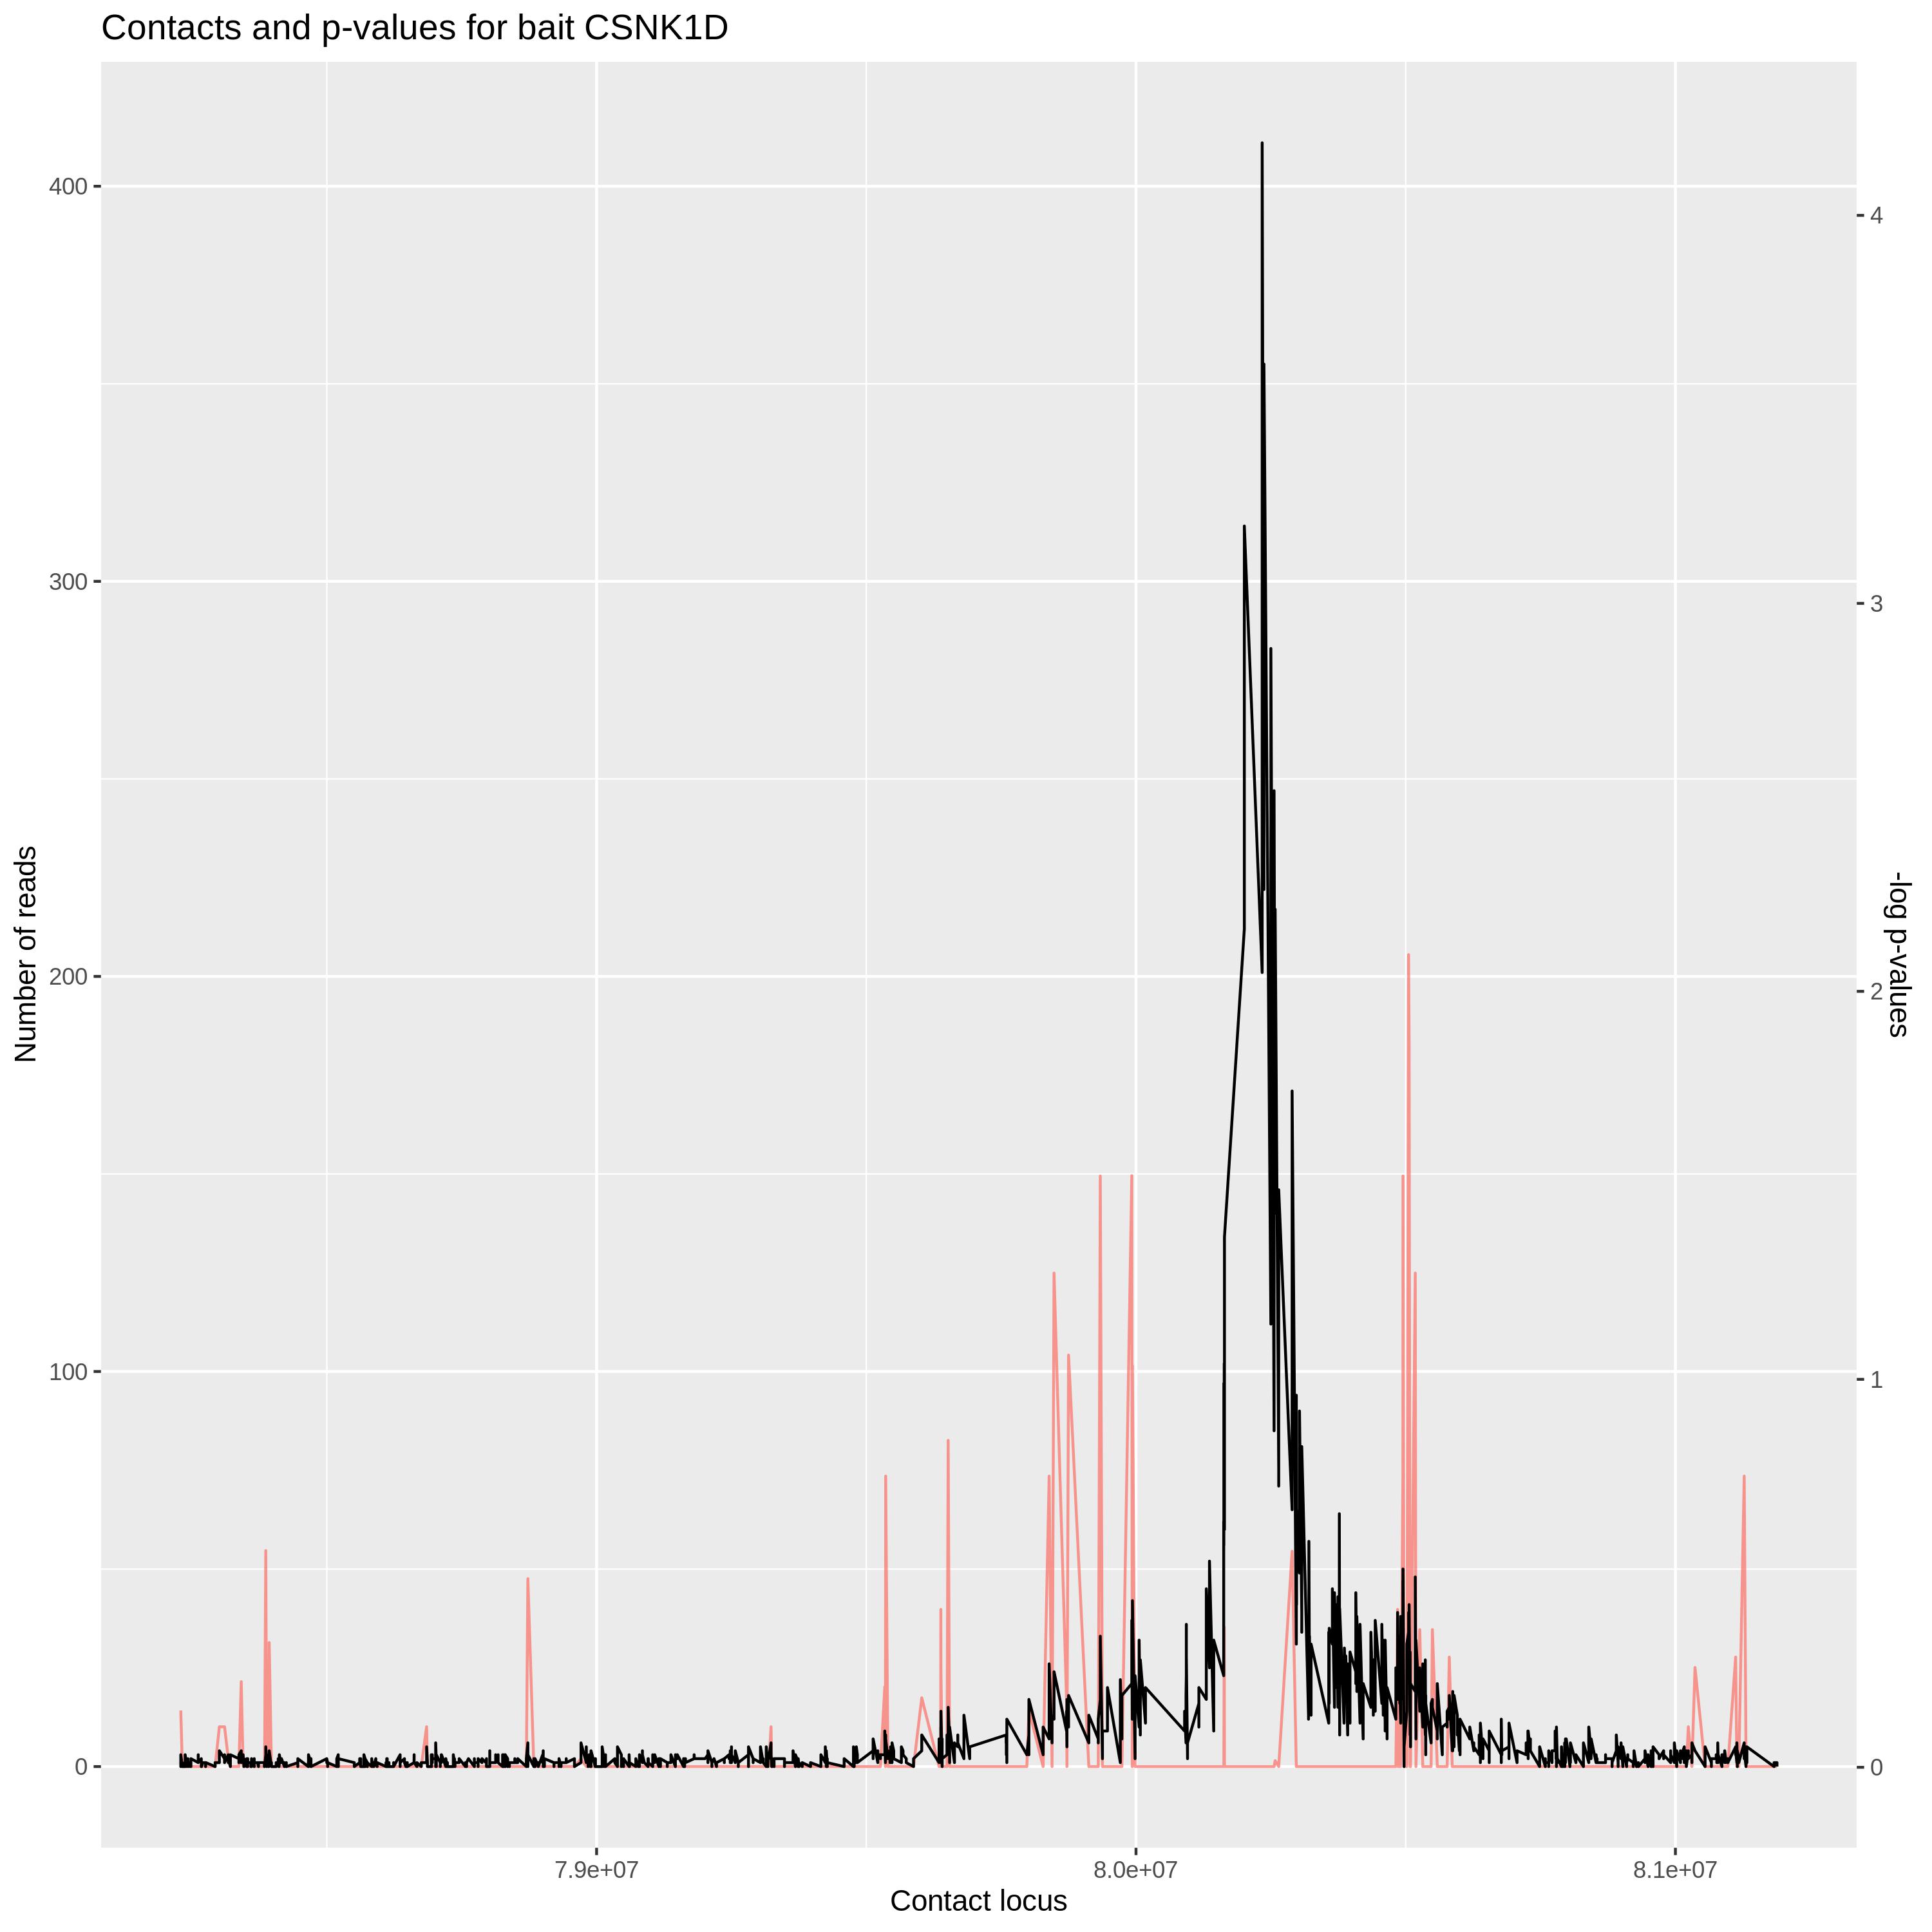 Contacts and p-values for bait CSNK1D
Number of reads
400
300
200
100
0
4
3
2
1
0
-log p-values
7.9e+07
8.0e+07
8.1e+07
Contact locus